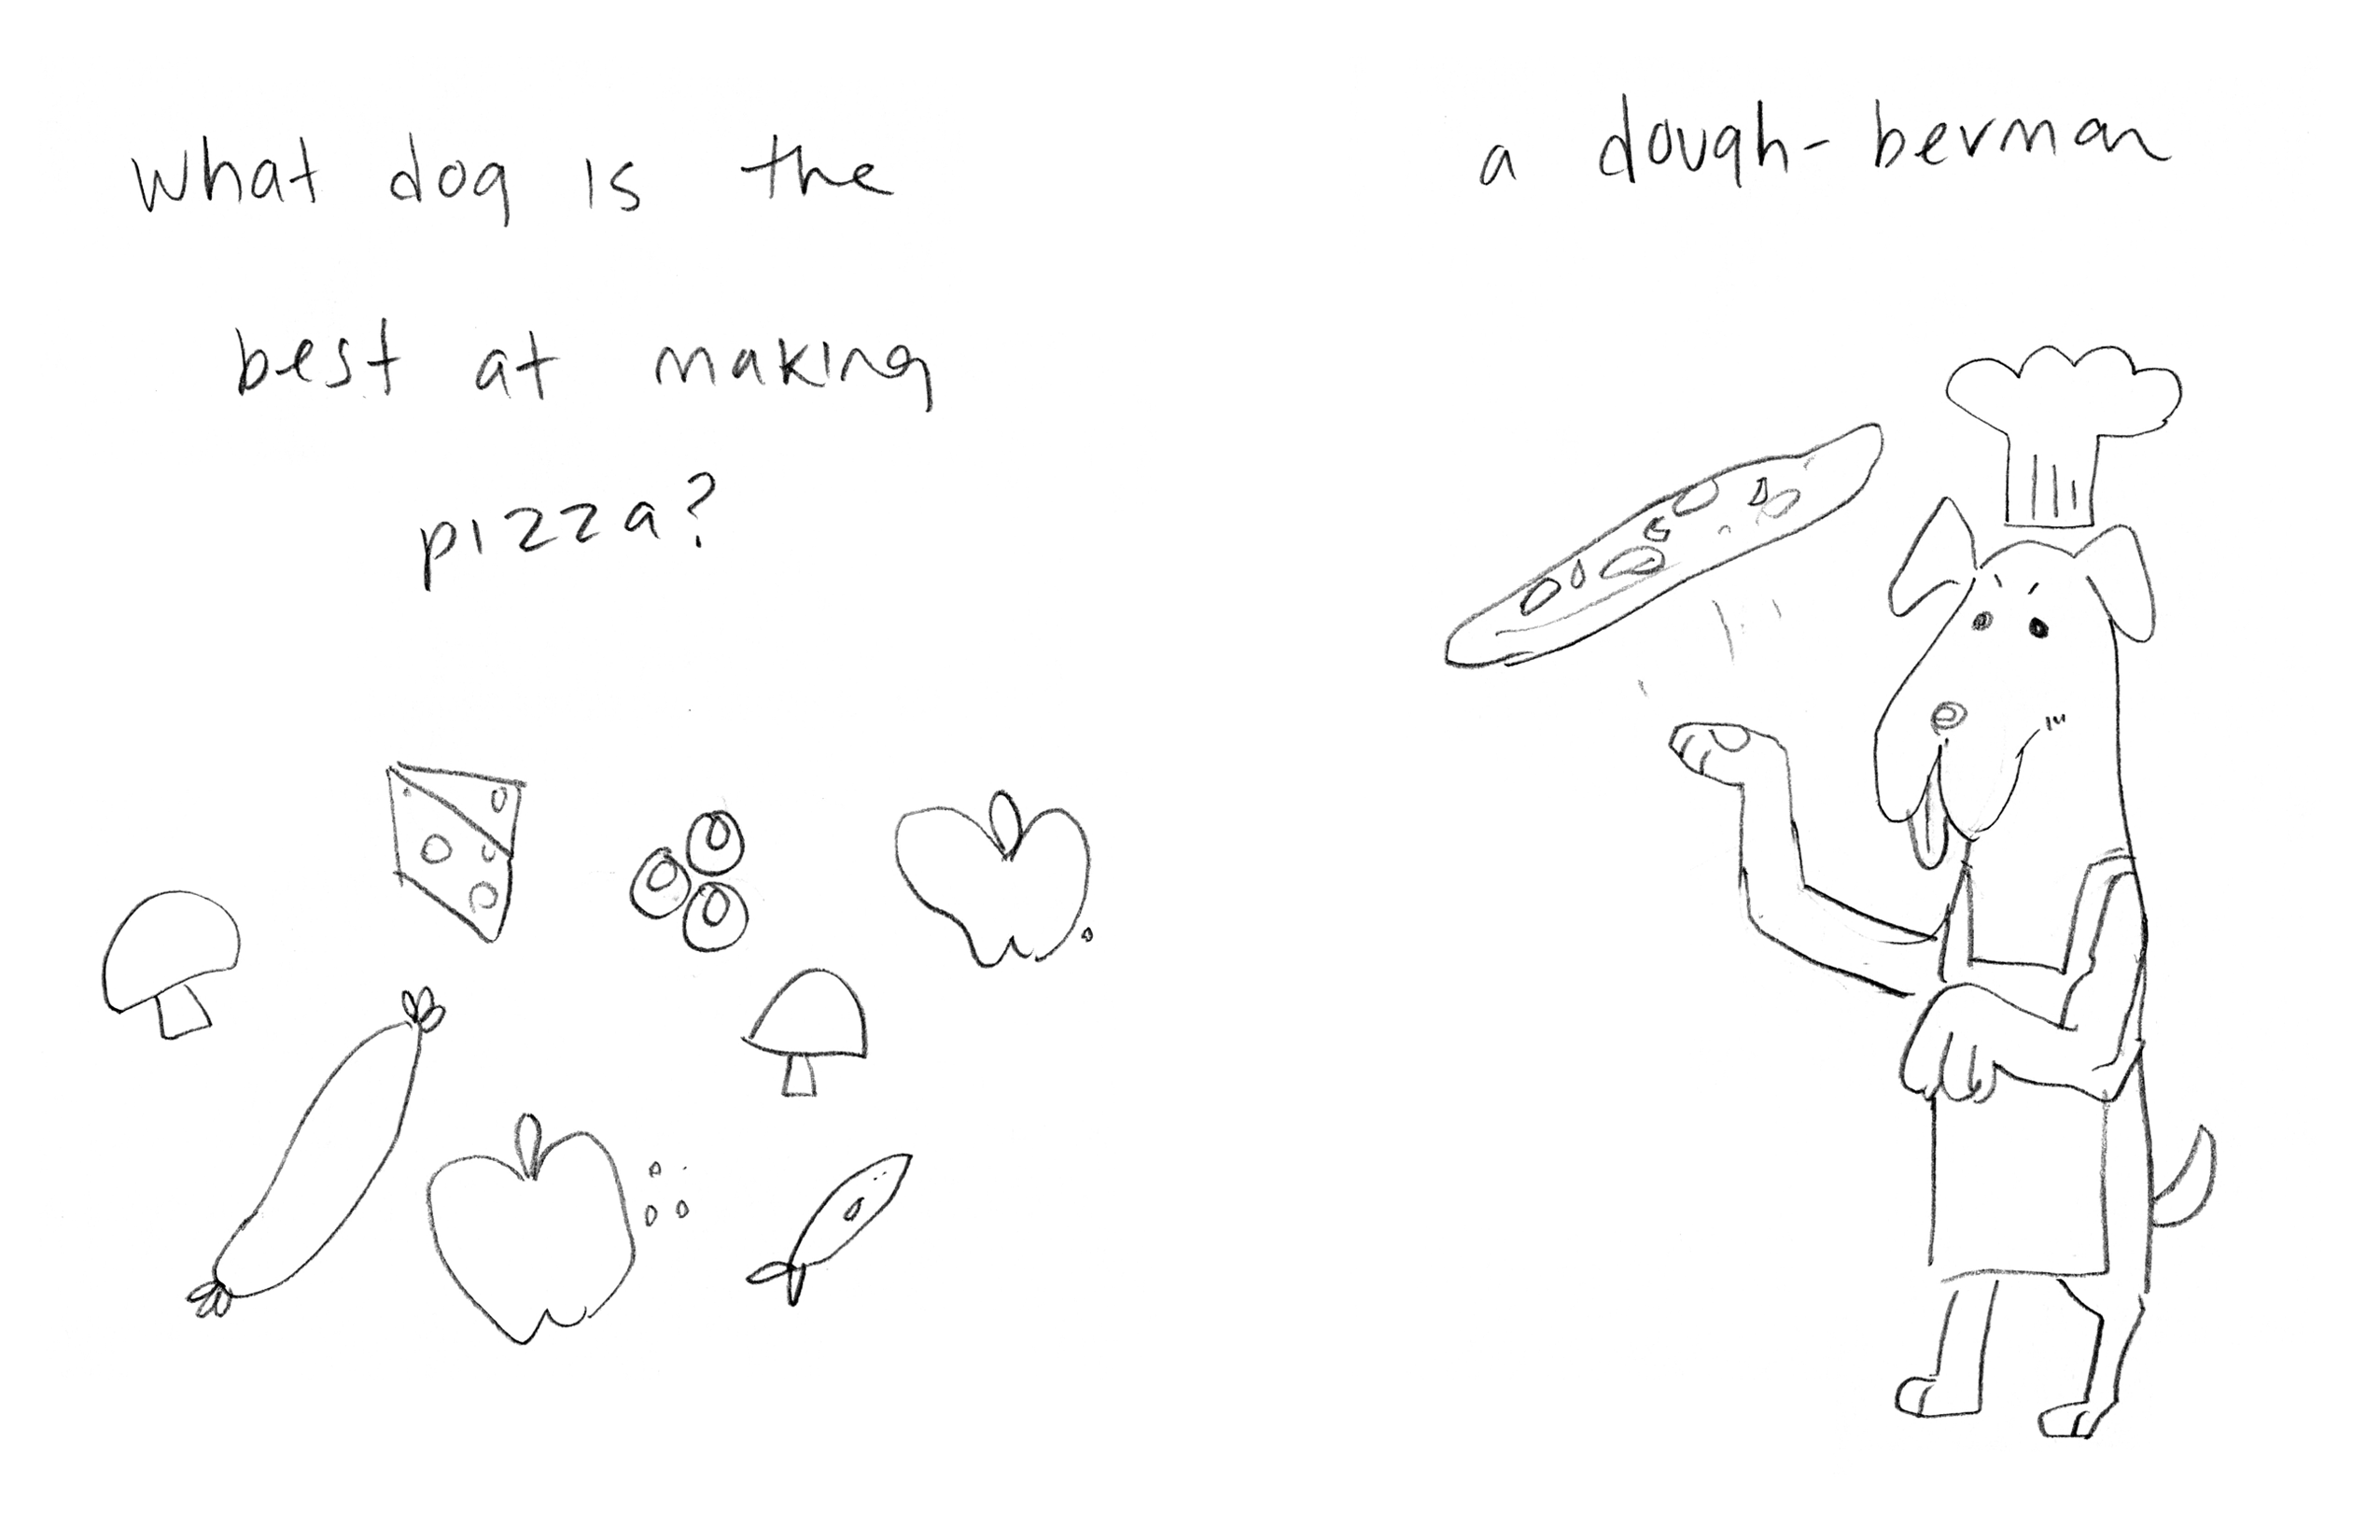 what dog is the
best at making
pizza?
a dough-berman